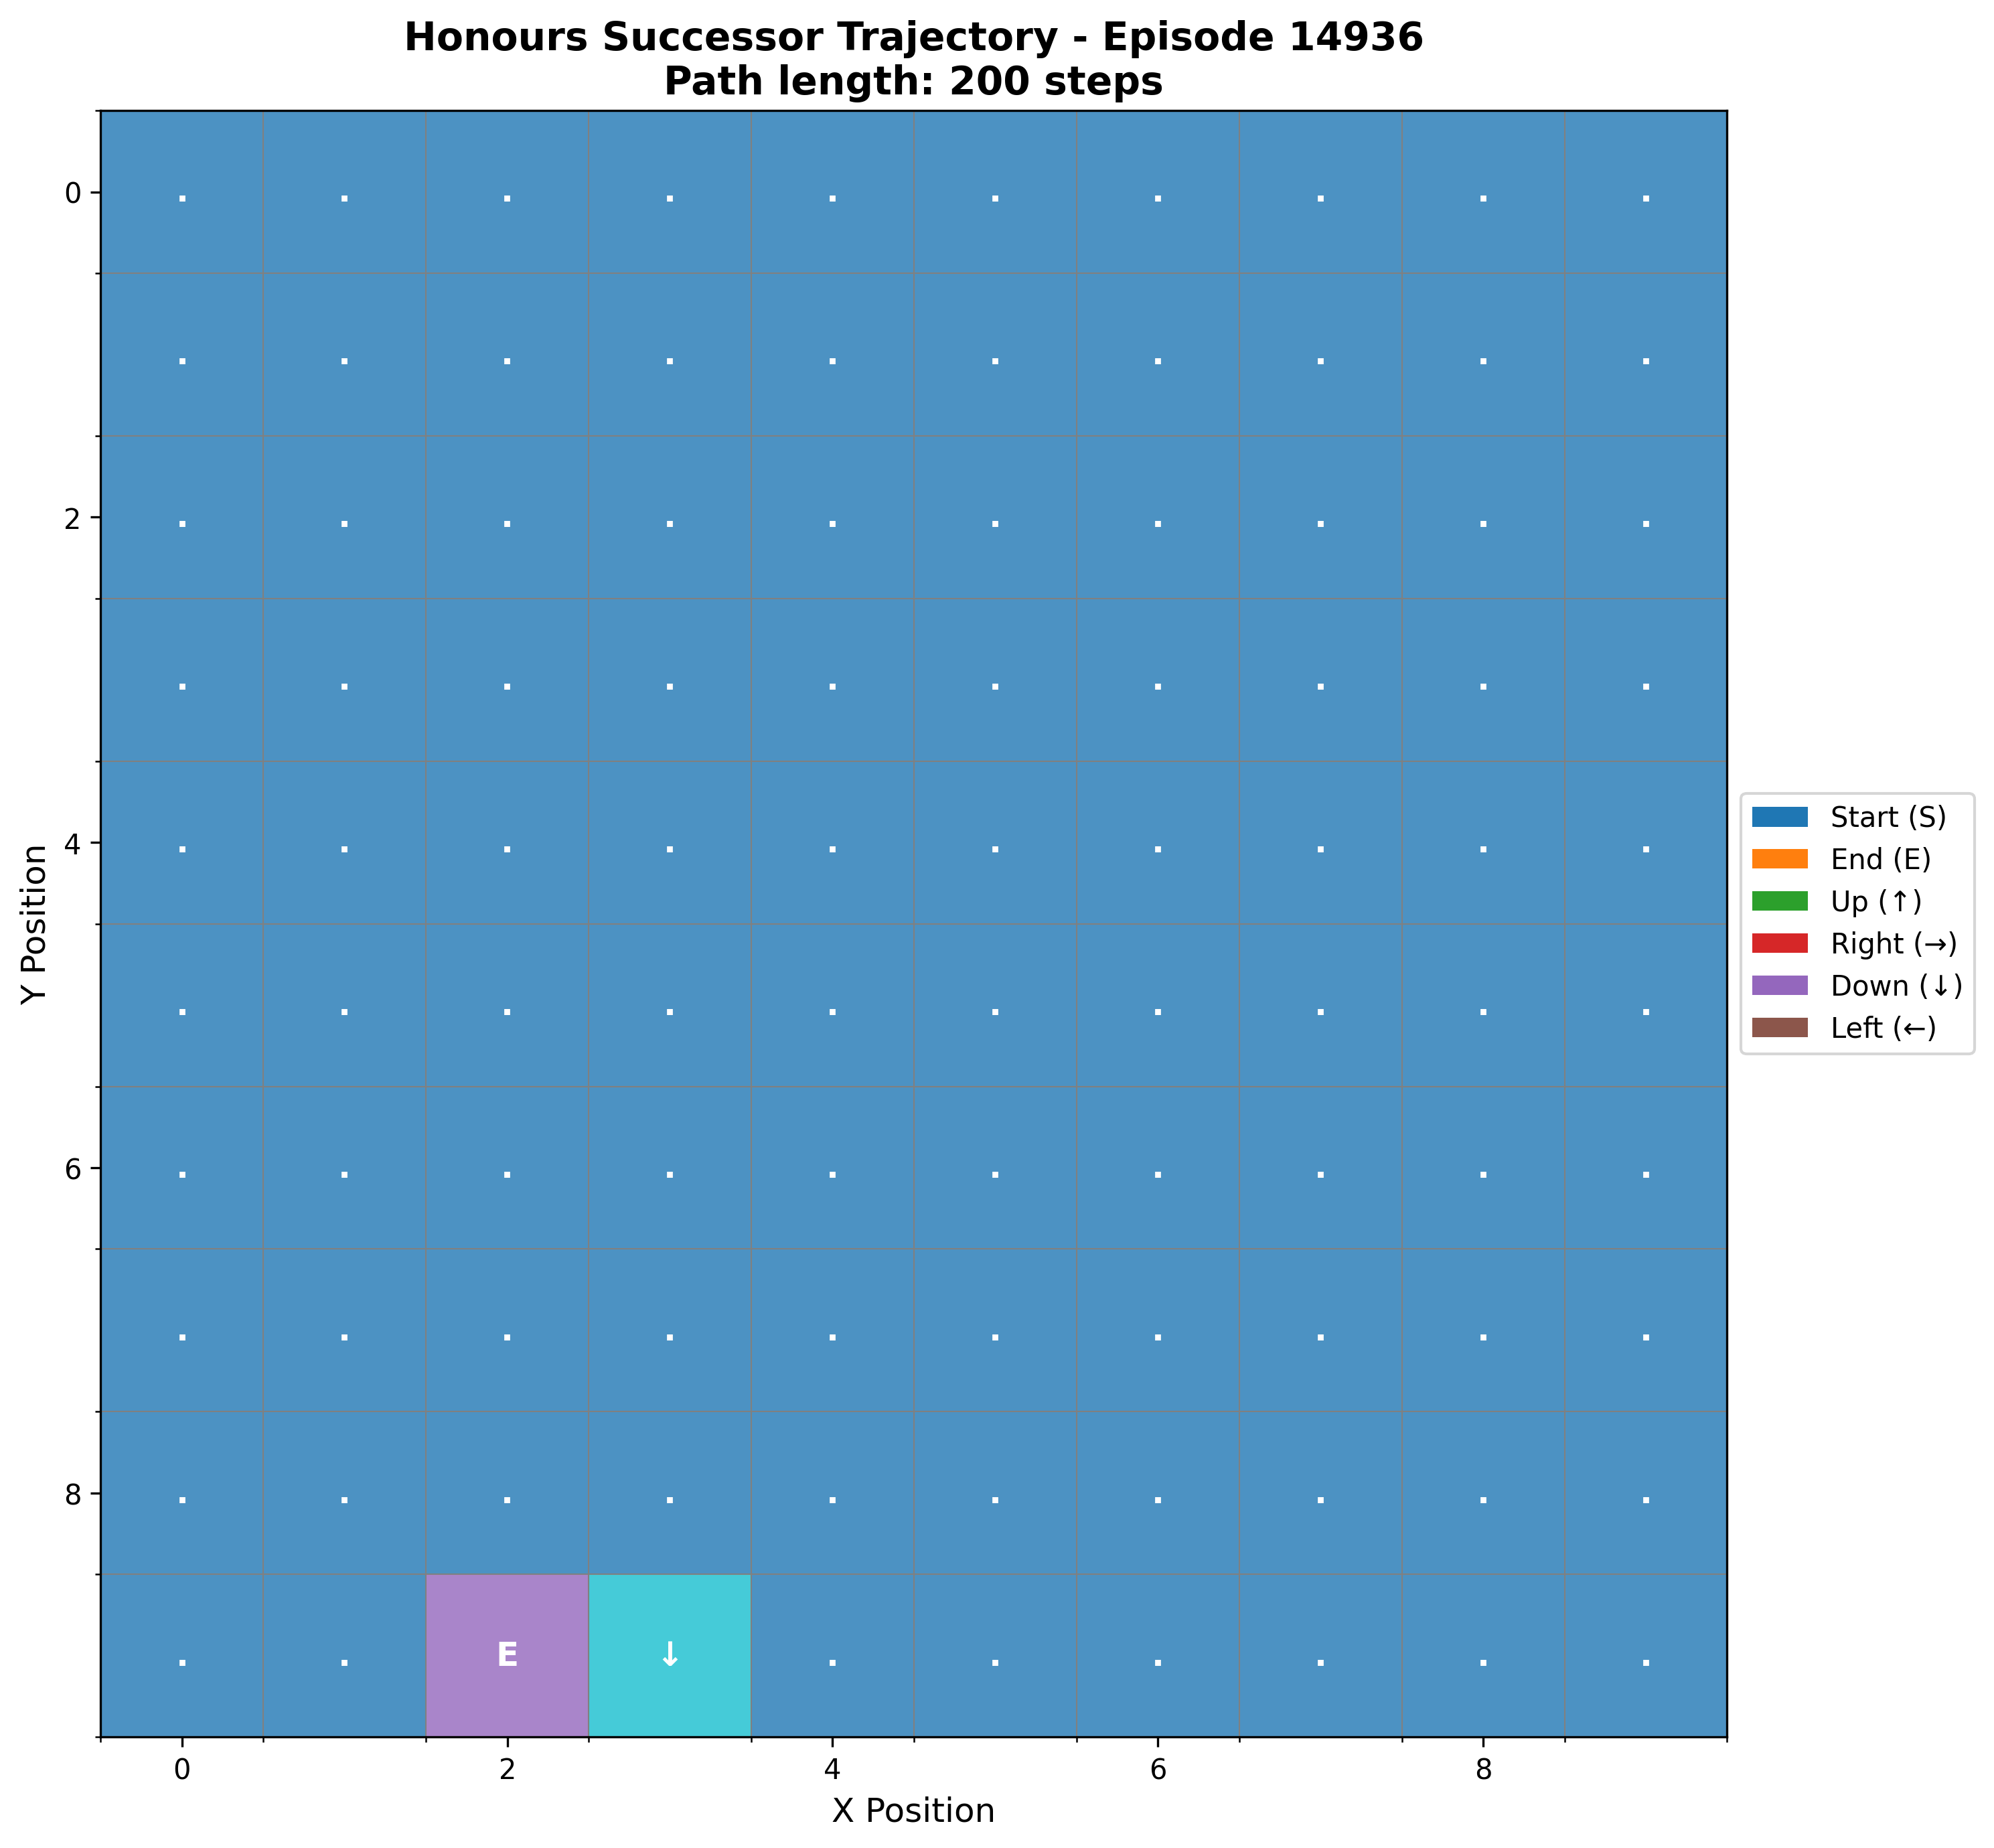 Honours Successor Trajectory - Episode 14936
Path length: 200 steps
0
2
4
6
8
Y Position
E ↓
0 2 4 6 8
X Position
Start (S)
End (E)
Up (↑)
Right (→)
Down (↓)
Left (←)